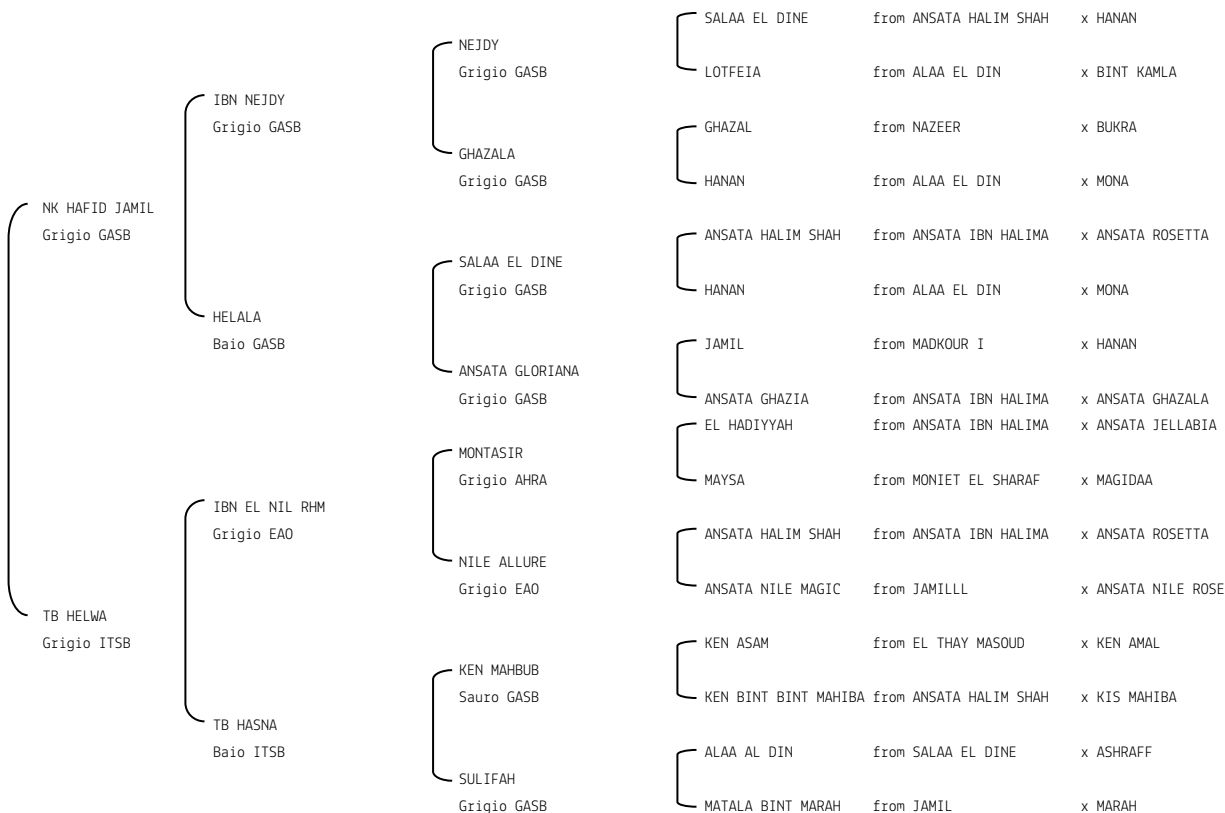 SALAA EL DINE from ANSATA HALIM SHAH x HANAN
NEJDY
Grigio GASB LOTFEIA from ALAA EL DIN x BINT KAMLA
IBN NEJDY
Grigio GASB GHAZAL from NAZEER x BUKRA
GHAZALA
Grigio GASB HANAN from ALAA EL DIN x MONA
NK HAFID JAMIL
Grigio GASB ANSATA HALIM SHAH from ANSATA IBN HALIMA x ANSATA ROSETTA
SALAA EL DINE
Grigio GASB HANAN from ALAA EL DIN x MONA
HELALA
Baio GASB JAMIL from MADKOUR I x HANAN
ANSATA GLORIANA
Grigio GASB ANSATA GHAZIA from ANSATA IBN HALIMA x ANSATA GHAZALA
EL HADIYYAH from ANSATA IBN HALIMA x ANSATA JELLABIA
MONTASIR
Grigio AHRA MAYSA from MONIET EL SHARAF x MAGIDAA
IBN EL NIL RHM
Grigio EAO ANSATA HALIM SHAH from ANSATA IBN HALIMA x ANSATA ROSETTA
NILE ALLURE
Grigio EAO ANSATA NILE MAGIC from JAMILLL x ANSATA NILE ROSE
TB HELWA
Grigio ITSB KEN ASAM from EL THAY MASOUD x KEN AMAL
KEN MAHBUB
Sauro GASB KEN BINT BINT MAHIBA from ANSATA HALIM SHAH x KIS MAHIBA
TB HASNA
Baio ITSB ALAA AL DIN from SALAA EL DINE x ASHRAFF
SULIFAH
Grigio GASB MATALA BINT MARAH from JAMIL x MARAH